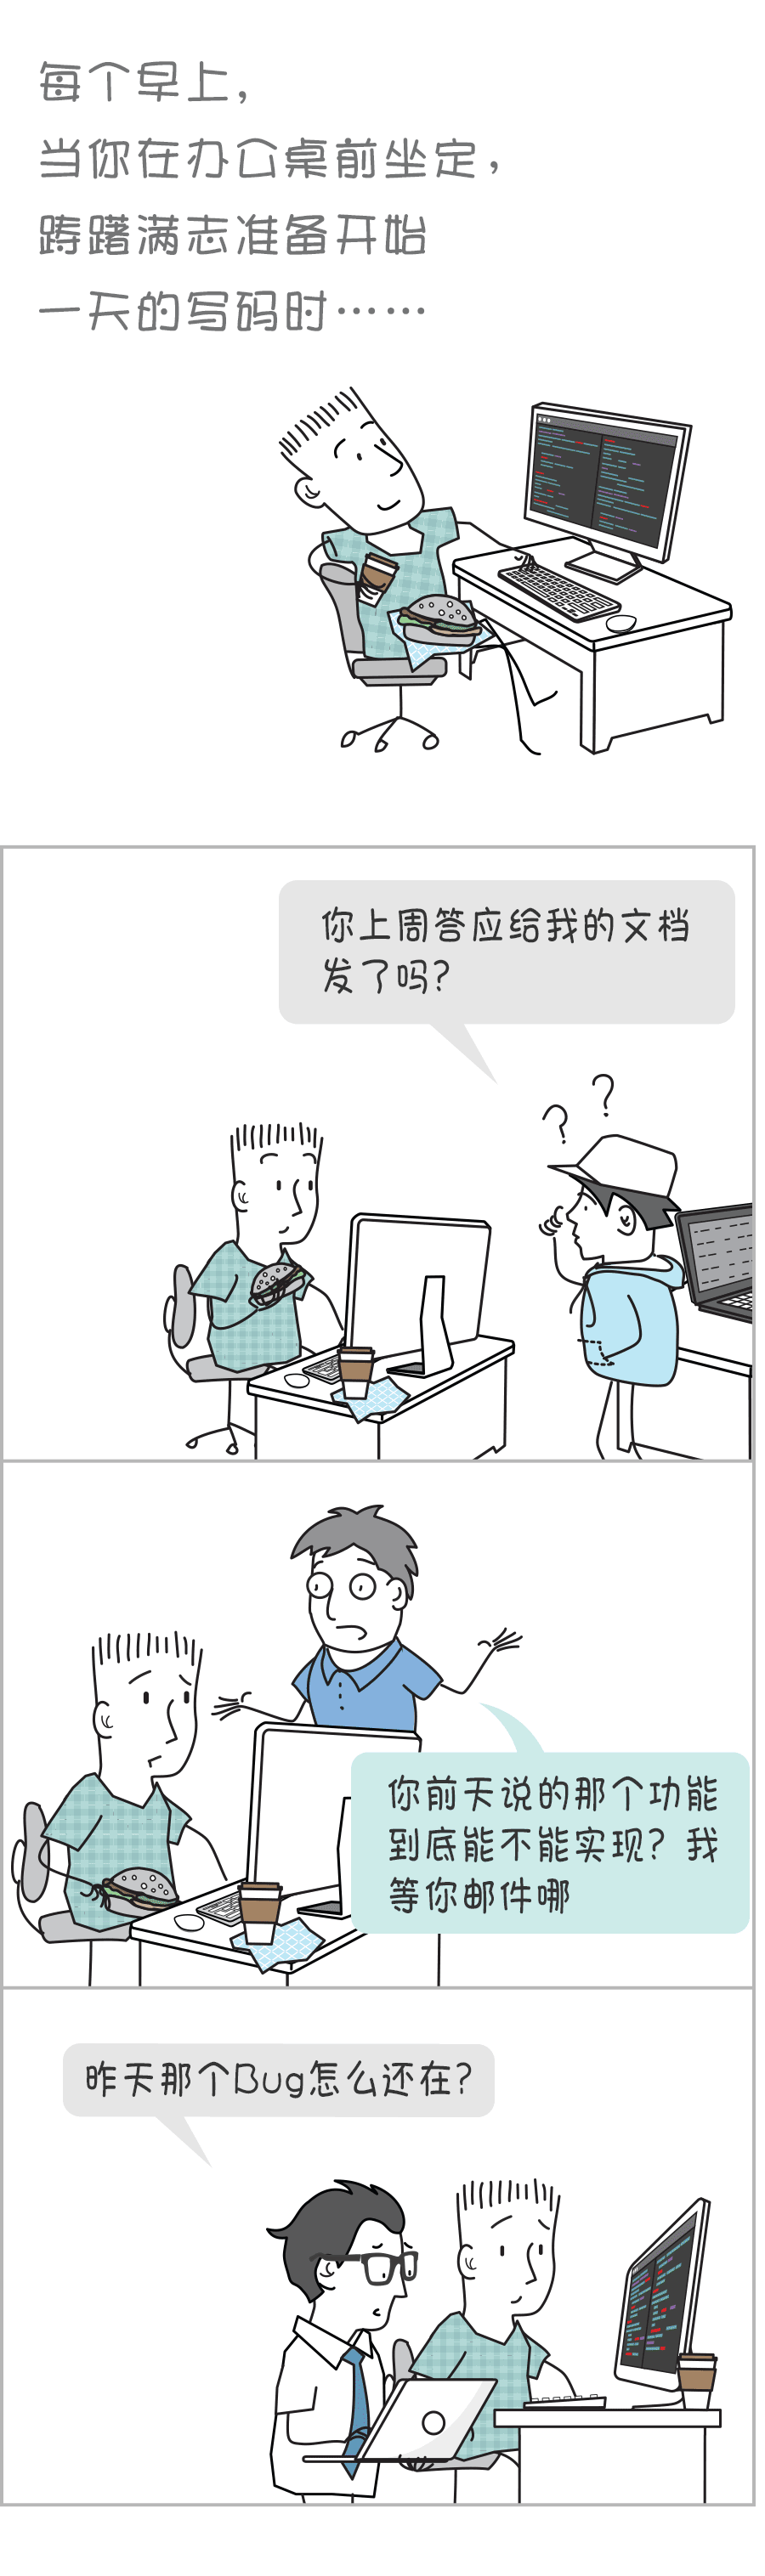 每个早上，
当你在办公桌前坐定，
踌躇满志准备开始
一天的写码时……
你上周答应给我的文档
发了吗？
你前天说的那个功能
到底能不能实现？我
等你邮件哪
昨天那个Bug怎么还在？